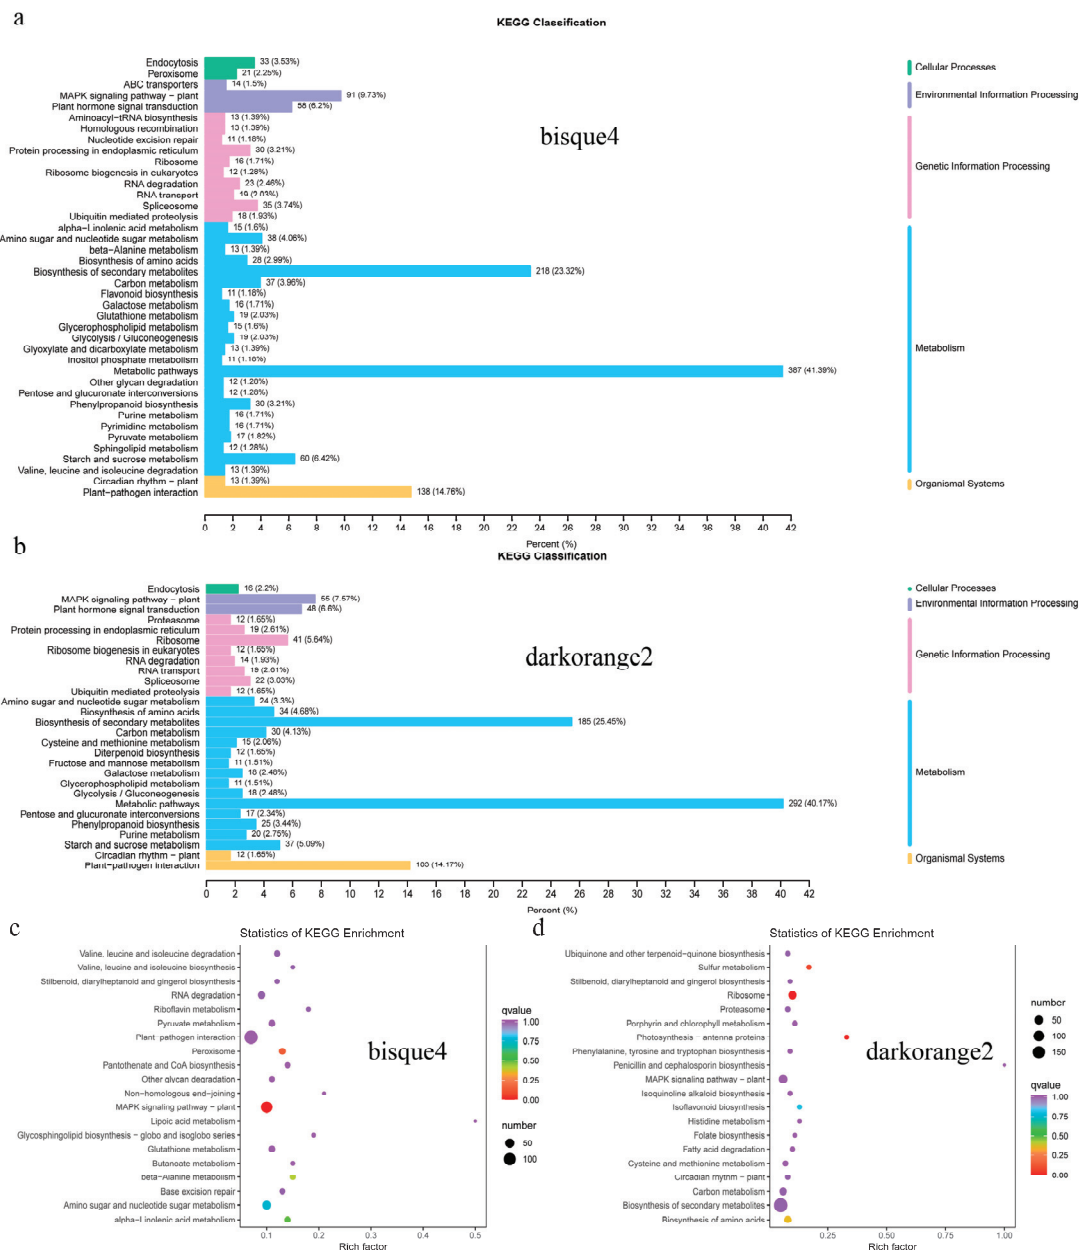 a
KEGG Classification
bisque4
Endocytosis 33 (3.53%)
Peroxisome 21 (2.25%)
ABC transporters 14 (1.5%)
MAPK signaling pathway − plant 91 (9.73%)
Plant hormone signal transduction 58 (6.2%)
Aminoacyl−tRNA biosynthesis 13 (1.39%)
Homologous recombination 13 (1.39%)
Nucleotide excision repair 11 (1.18%)
Protein processing in endoplasmic reticulum 30 (3.21%)
Ribosome 16 (1.71%)
Ribosome biogenesis in eukaryotes 12 (1.28%)
RNA degradation 23 (2.46%)
RNA transport 19 (2.03%)
Spliceosome 35 (3.74%)
Ubiquitin mediated proteolysis 18 (1.93%)
alpha−Linolenic acid metabolism 15 (1.6%)
Amino sugar and nucleotide sugar metabolism 38 (4.06%)
beta−Alanine metabolism 13 (1.39%)
Biosynthesis of amino acids 28 (2.99%)
Biosynthesis of secondary metabolites 218 (23.32%)
Carbon metabolism 37 (3.96%)
Flavonoid biosynthesis 11 (1.18%)
Galactose metabolism 16 (1.71%)
Glutathione metabolism 19 (2.03%)
Glycerophospholipid metabolism 15 (1.6%)
Glycolysis / Gluconeogenesis 19 (2.03%)
Glyoxylate and dicarboxylate metabolism 13 (1.39%)
Inositol phosphate metabolism 11 (1.18%)
Metabolic pathways 387 (41.39%)
Other glycan degradation 12 (1.28%)
Pentose and glucuronate interconversions 12 (1.28%)
Phenylpropanoid biosynthesis 30 (3.21%)
Purine metabolism 16 (1.71%)
Pyrimidine metabolism 16 (1.71%)
Pyruvate metabolism 17 (1.82%)
Sphingolipid metabolism 12 (1.28%)
Starch and sucrose metabolism 60 (6.42%)
Valine, leucine and isoleucine degradation 13 (1.39%)
Circadian rhythm − plant 13 (1.39%)
Plant−pathogen interaction 138 (14.76%)
Cellular Processes
Environmental Information Processing
Genetic Information Processing
Metabolism
Organismal Systems
0 2 4 6 8 10 12 14 16 18 20 22 24 26 28 30 32 34 36 38 40 42
Percent (%)
b
KEGG Classification
darkorange2
Endocytosis 16 (2.2%)
MAPK signaling pathway − plant 55 (7.57%)
Plant hormone signal transduction 48 (6.6%)
Proteasome 12 (1.65%)
Protein processing in endoplasmic reticulum 19 (2.61%)
Ribosome 41 (5.64%)
Ribosome biogenesis in eukaryotes 12 (1.65%)
RNA degradation 14 (1.93%)
RNA transport 19 (2.61%)
Spliceosome 22 (3.03%)
Ubiquitin mediated proteolysis 12 (1.65%)
Amino sugar and nucleotide sugar metabolism 24 (3.3%)
Biosynthesis of amino acids 34 (4.68%)
Biosynthesis of secondary metabolites 185 (25.45%)
Carbon metabolism 30 (4.13%)
Cysteine and methionine metabolism 15 (2.06%)
Diterpenoid biosynthesis 12 (1.65%)
Fructose and mannose metabolism 11 (1.51%)
Galactose metabolism 18 (2.48%)
Glycerophospholipid metabolism 11 (1.51%)
Glycolysis / Gluconeogenesis 18 (2.48%)
Metabolic pathways 292 (40.17%)
Pentose and glucuronate interconversions 17 (2.34%)
Phenylpropanoid biosynthesis 25 (3.44%)
Purine metabolism 20 (2.75%)
Starch and sucrose metabolism 37 (5.09%)
Circadian rhythm − plant 12 (1.65%)
Plant−pathogen interaction 103 (14.17%)
Cellular Processes
Environmental Information Processing
Genetic Information Processing
Metabolism
Organismal Systems
0 2 4 6 8 10 12 14 16 18 20 22 24 26 28 30 32 34 36 38 40 42
Percent (%)
c
Statistics of KEGG Enrichment
bisque4
Valine, leucine and isoleucine degradation
Valine, leucine and isoleucine biosynthesis
Stilbenoid, diarylheptanoid and gingerol biosynthesis
RNA degradation
Riboflavin metabolism
Pyruvate metabolism
Plant−pathogen interaction
Peroxisome
Pantothenate and CoA biosynthesis
Other glycan degradation
Non−homologous end−joining
MAPK signaling pathway − plant
Lipoic acid metabolism
Glycosphingolipid biosynthesis − globo and isoglobo series
Glutathione metabolism
Butanoate metabolism
beta−Alanine metabolism
Base excision repair
Amino sugar and nucleotide sugar metabolism
alpha−Linolenic acid metabolism
0.1 0.2 0.3 0.4 0.5
Rich factor
qvalue
1.00
0.75
0.50
0.25
0.00
number
50
100
d
Statistics of KEGG Enrichment
darkorange2
Ubiquinone and other terpenoid−quinone biosynthesis
Sulfur metabolism
Stilbenoid, diarylheptanoid and gingerol biosynthesis
Ribosome
Proteasome
Porphyrin and chlorophyll metabolism
Photosynthesis − antenna proteins
Phenylalanine, tyrosine and tryptophan biosynthesis
Penicillin and cephalosporin biosynthesis
MAPK signaling pathway − plant
Isoquinoline alkaloid biosynthesis
Isoflavonoid biosynthesis
Histidine metabolism
Folate biosynthesis
Fatty acid degradation
Cysteine and methionine metabolism
Circadian rhythm − plant
Carbon metabolism
Biosynthesis of secondary metabolites
Biosynthesis of amino acids
0.25 0.50 0.75 1.00
Rich factor
number
50
100
150
qvalue
1.00
0.75
0.50
0.25
0.00